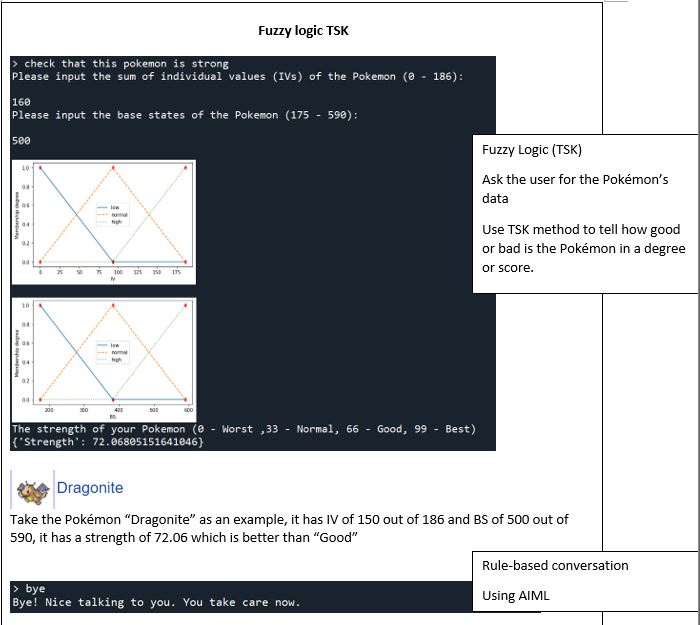 Fuzzy logic TSK
> check that this pokemon is strong
Please input the sum of individual values (IVs) of the Pokemon (0 - 186):
160
Please input the base states of the Pokemon (175 - 590):
500
Fuzzy Logic (TSK)
Ask the user for the Pokémon's
data
Use TSK method to tell how good
or bad is the Pokémon in a degree
or score.
1.0
0.8
0.6
0.4
0.2
0.0
Membership degree
low
normal
high
0 25 50 75 100 125 150 175
IV
1.0
0.8
0.6
0.4
0.2
0.0
Membership degree
low
normal
high
200 300 400 500 600
BS
The strength of your Pokemon (0 - Worst ,33 - Normal, 66 - Good, 99 - Best)
{'Strength': 72.06805151641046}
Dragonite
Take the Pokémon “Dragonite” as an example, it has IV of 150 out of 186 and BS of 500 out of
590, it has a strength of 72.06 which is better than “Good”
Rule-based conversation
Using AIML
> bye
Bye! Nice talking to you. You take care now.